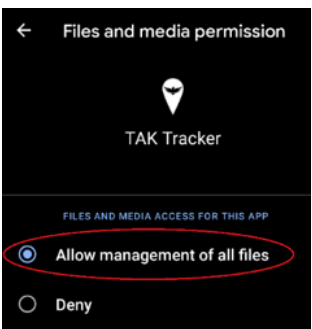 Files and media permission
TAK Tracker
FILES AND MEDIA ACCESS FOR THIS APP
Allow management of all files
Deny